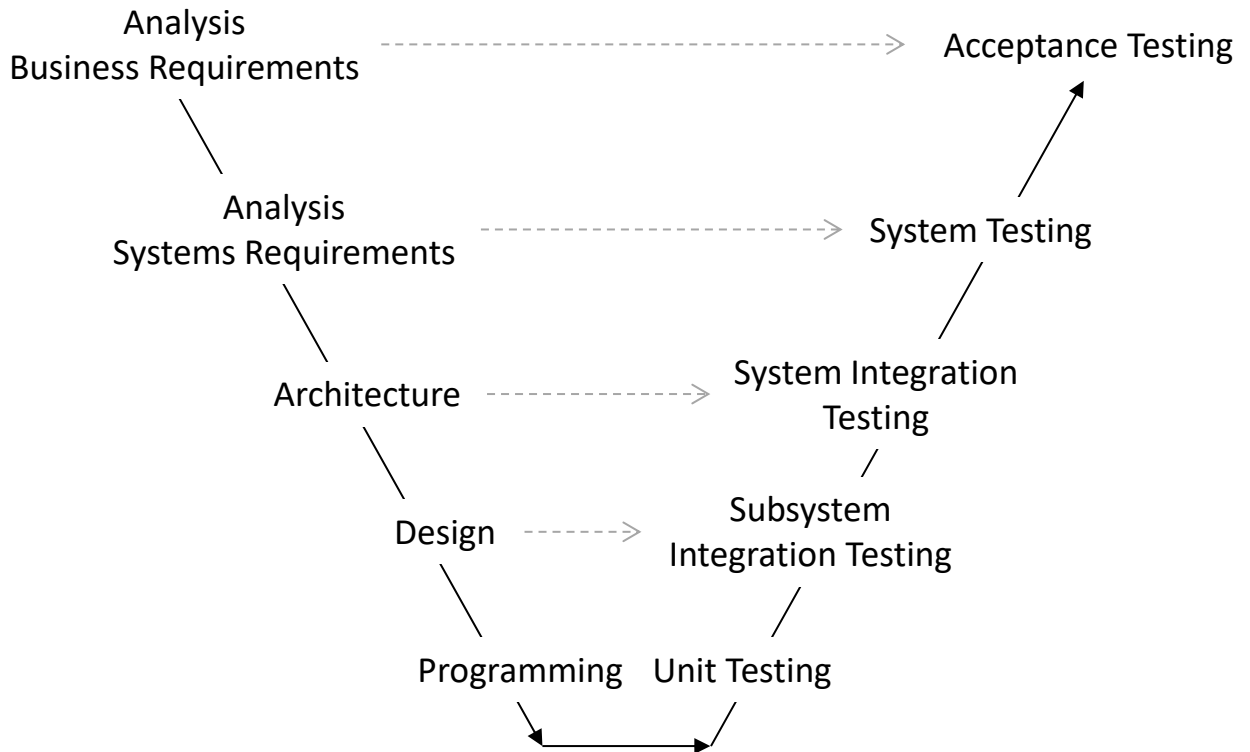 Analysis
Business Requirements
Acceptance Testing
Analysis
Systems Requirements
System Testing
Architecture
System Integration
Testing
Design
Subsystem
Integration Testing
Programming
Unit Testing